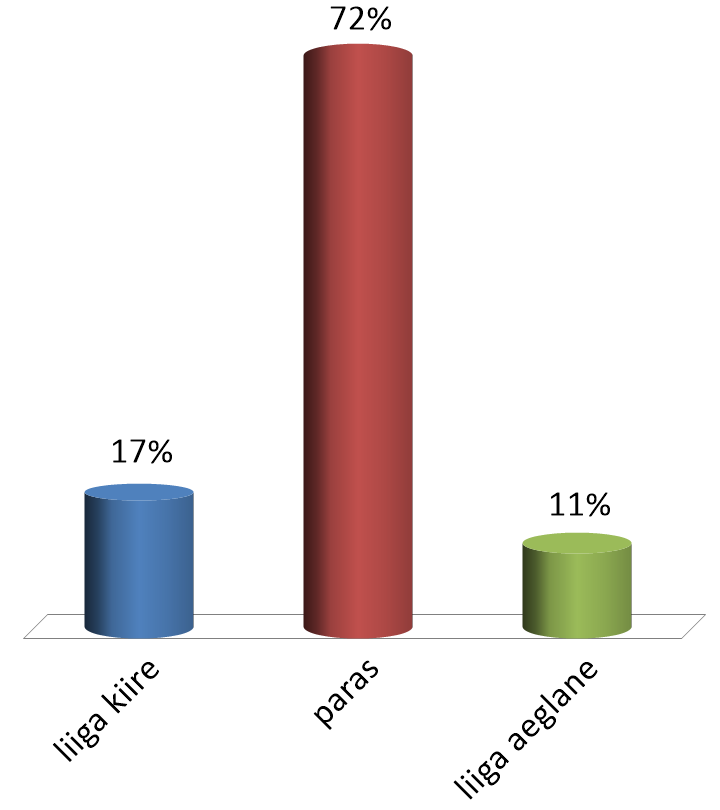 72%
17%
11%
liiga kiire
paras
liiga aeglane